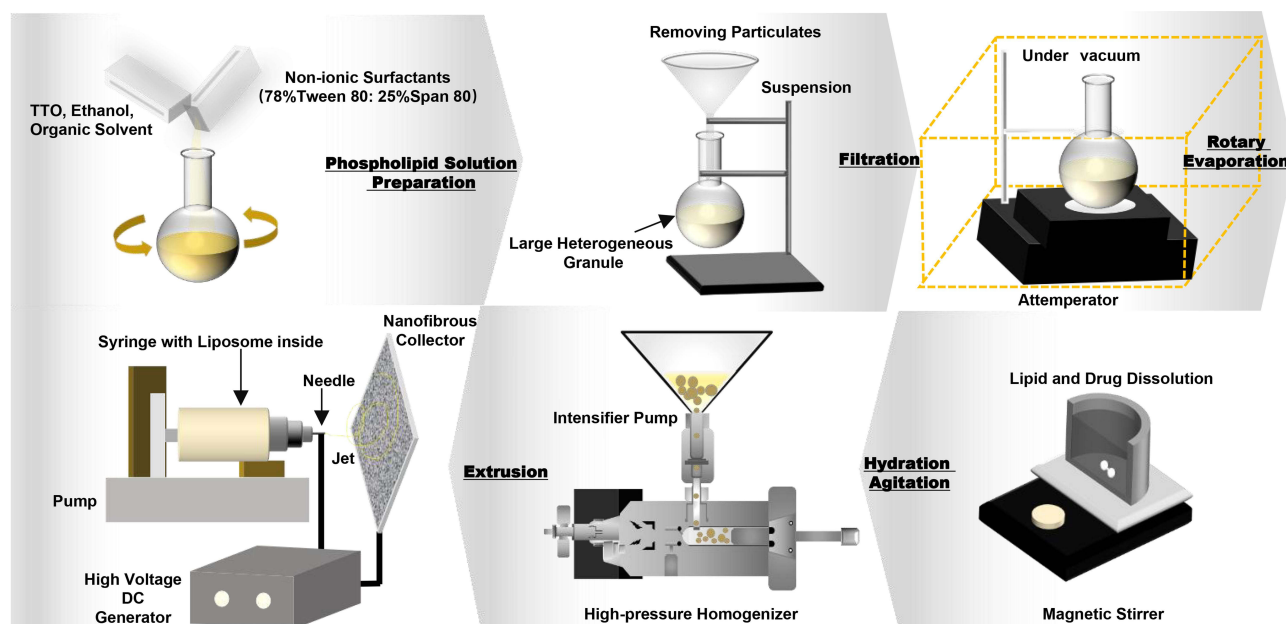 TTO, Ethanol,
Organic Solvent
Non-ionic Surfactants
(78%Tween 80: 25%Span 80)
Phospholipid Solution
Preparation
Removing Particulates
Suspension
Large Heterogeneous
Granule
Filtration
Under vacuum
Attemperator
Rotary
Evaporation
Syringe with Liposome inside
Nanofibrous
Collector
Needle
Jet
Pump
High Voltage
DC
Generator
Extrusion
Intensifier Pump
High-pressure Homogenizer
Hydration
Agitation
Lipid and Drug Dissolution
Magnetic Stirrer